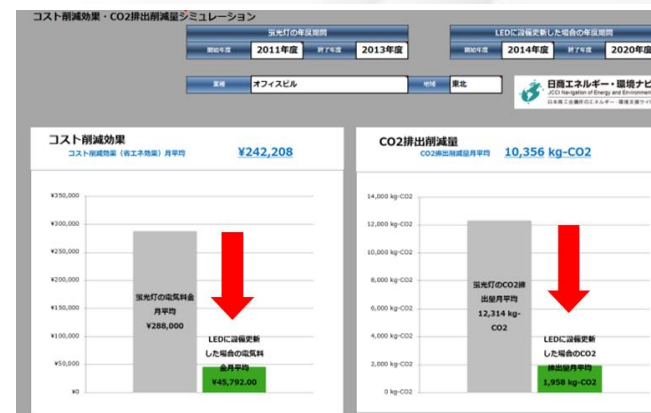 コスト削減効果・CO2排出削減量シミュレーション
蛍光灯の年度期間
LEDに設備更新した場合の年度期間
開始年度 2011年度 終了年度 2013年度
開始年度 2014年度 終了年度 2020年度
業種 オフィスビル
地域 東北
日商エネルギー・環境ナビ
JCCI Navigation of Energy and Environment
コスト削減効果
コスト削減効果（省エネ効果）月平均 ¥242,208
¥350,000
¥300,000
¥250,000
¥200,000
¥150,000
¥100,000
¥50,000
¥0
蛍光灯の電気料金
月平均
¥288,000
LEDに設備更新
した場合の電気料
金月平均
¥45,792.00
CO2排出削減量
CO2排出削減量月平均 10,356 kg-CO2
14,000 kg-CO2
12,000 kg-CO2
10,000 kg-CO2
8,000 kg-CO2
6,000 kg-CO2
4,000 kg-CO2
2,000 kg-CO2
0 kg-CO2
蛍光灯のCO2排
出量月平均
12,314 kg-
CO2
LEDに設備更新
した場合のCO2
排出量月平均
1,958 kg-CO2